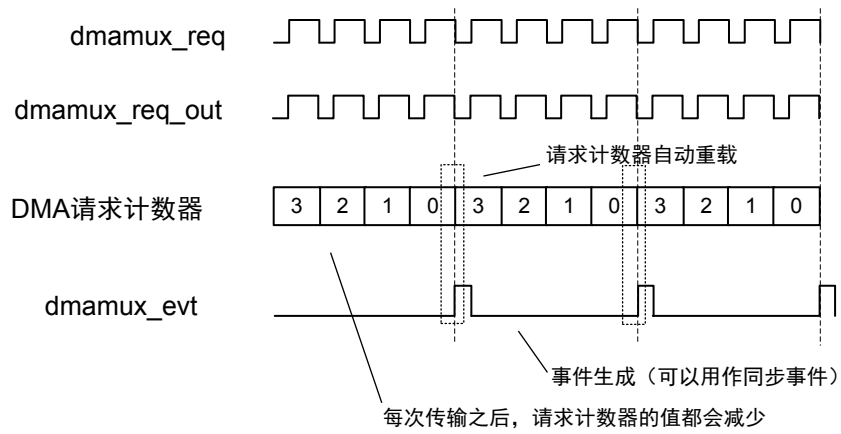 dmamux_req
dmamux_req_out
请求计数器自动重载
DMA请求计数器
3 2 1 0 3 2 1 0 3 2 1 0
dmamux_evt
事件生成（可以用作同步事件）
每次传输之后，请求计数器的值都会减少